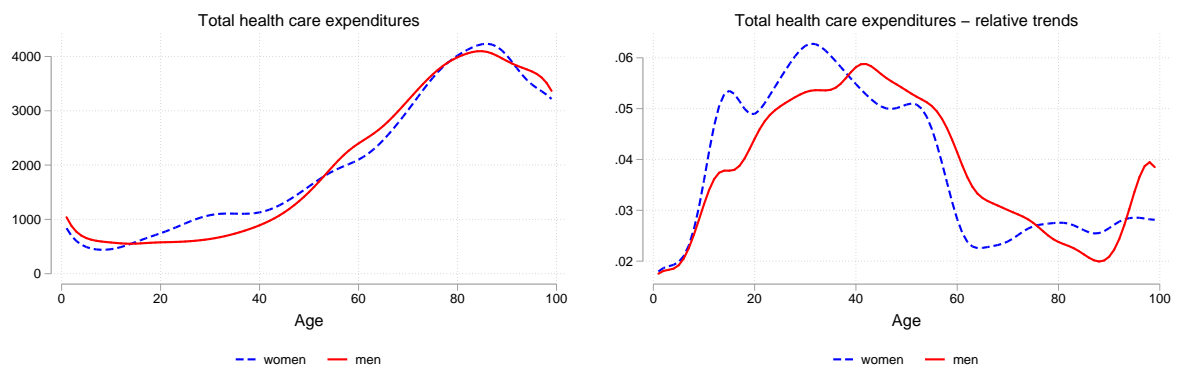 Total health care expenditures
4000
3000
2000
1000
0
0 20 40 60 80 100
Age
women men
Total health care expenditures – relative trends
.06
.05
.04
.03
.02
0 20 40 60 80 100
Age
women men